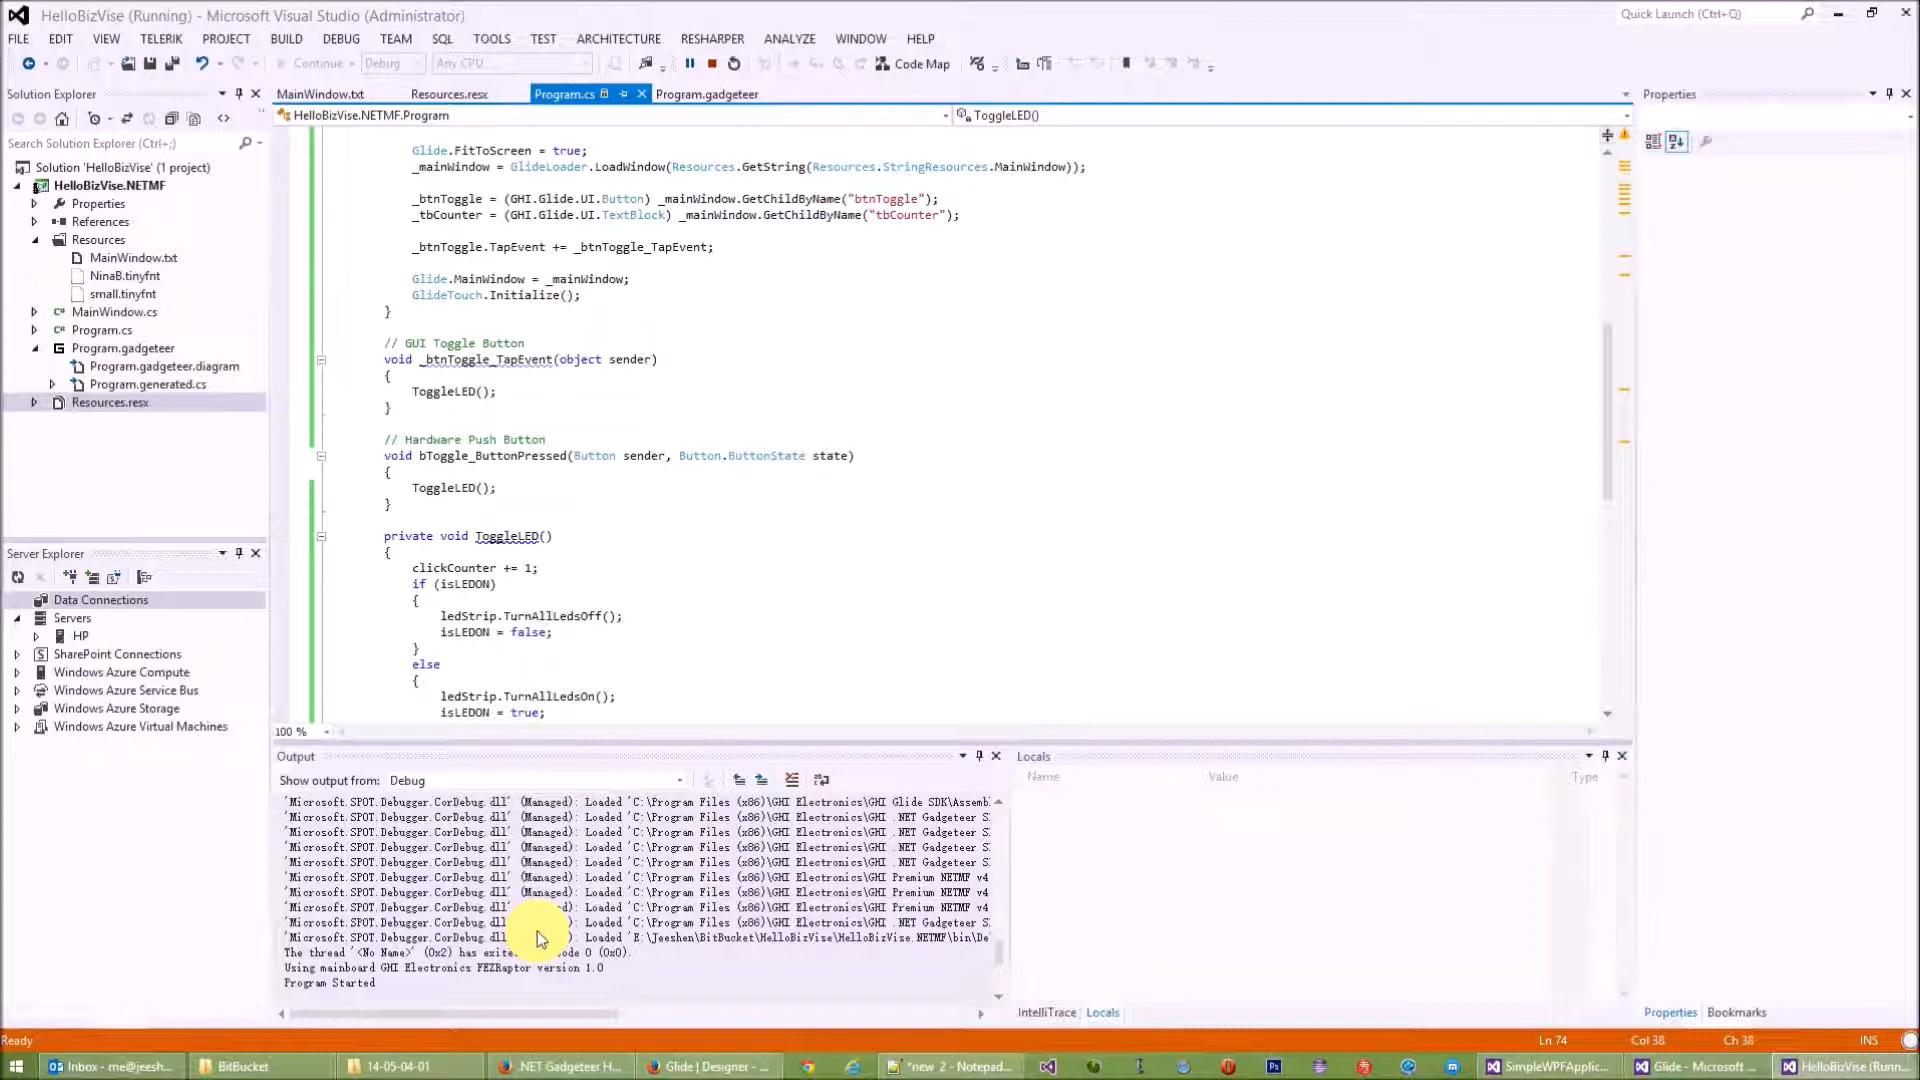 HelloBizVise (Running) - Microsoft Visual Studio (Administrator)
Quick Launch (Ctrl+Q)
FILE EDIT VIEW TELERIK PROJECT BUILD DEBUG TEAM SQL TOOLS TEST ARCHITECTURE RESHARPER ANALYZE WINDOW HELP
Continue Debug Any CPU Code Map
Solution Explorer
MainWindow.txt Resources.resx Program.cs Program.gadgeteer
Properties
HelloBizVise.NETMF.Program ToggleLED()
Search Solution Explorer (Ctrl+;)
Solution 'HelloBizVise' (1 project)
HelloBizVise.NETMF
Properties
References
Resources
MainWindow.txt
NinaB.tinyfnt
small.tinyfnt
MainWindow.cs
Program.cs
Program.gadgeteer
Program.gadgeteer.diagram
Program.generated.cs
Resources.resx
Glide.FitToScreen = true;
_mainWindow = GlideLoader.LoadWindow(Resources.GetString(Resources.StringResources.MainWindow));
_btnToggle = (GHI.Glide.UI.Button) _mainWindow.GetChildByName("btnToggle");
_tbCounter = (GHI.Glide.UI.TextBlock) _mainWindow.GetChildByName("tbCounter");
_btnToggle.TapEvent += _btnToggle_TapEvent;
Glide.MainWindow = _mainWindow;
GlideTouch.Initialize();
}
// GUI Toggle Button
void _btnToggle_TapEvent(object sender)
{
ToggleLED();
}
// Hardware Push Button
void bToggle_ButtonPressed(Button sender, Button.ButtonState state)
{
ToggleLED();
}
private void ToggleLED()
{
clickCounter += 1;
if (isLEDON)
{
ledStrip.TurnAllLedsOff();
isLEDON = false;
}
else
{
ledStrip.TurnAllLedsOn();
isLEDON = true;
100 %
Server Explorer
Data Connections
Servers
HP
SharePoint Connections
Windows Azure Compute
Windows Azure Service Bus
Windows Azure Storage
Windows Azure Virtual Machines
Output
Show output from: Debug
'Microsoft.SPOT.Debugger.CorDebug.dll' (Managed): Loaded 'C:\Program Files (x86)\GHI Electronics\GHI Glide SDK\Assembl
'Microsoft.SPOT.Debugger.CorDebug.dll' (Managed): Loaded 'C:\Program Files (x86)\GHI Electronics\GHI .NET Gadgeteer S
'Microsoft.SPOT.Debugger.CorDebug.dll' (Managed): Loaded 'C:\Program Files (x86)\GHI Electronics\GHI .NET Gadgeteer S
'Microsoft.SPOT.Debugger.CorDebug.dll' (Managed): Loaded 'C:\Program Files (x86)\GHI Electronics\GHI .NET Gadgeteer S
'Microsoft.SPOT.Debugger.CorDebug.dll' (Managed): Loaded 'C:\Program Files (x86)\GHI Electronics\GHI .NET Gadgeteer S
'Microsoft.SPOT.Debugger.CorDebug.dll' (Managed): Loaded 'C:\Program Files (x86)\GHI Electronics\GHI Premium NETMF v4
'Microsoft.SPOT.Debugger.CorDebug.dll' (Managed): Loaded 'C:\Program Files (x86)\GHI Electronics\GHI Premium NETMF v4
'Microsoft.SPOT.Debugger.CorDebug.dll' Loaded 'C:\Program Files (x86)\GHI Electronics\GHI Premium NETMF v4
'Microsoft.SPOT.Debugger.CorDebug.dll' Loaded 'C:\Program Files (x86)\GHI Electronics\GHI .NET Gadgeteer S
'Microsoft.SPOT.Debugger.CorDebug.dll' Loaded 'E:\Jeeshen\BitBucket\HelloBizVise\HelloBizVise.NETMF\bin\De
The thread '<No Name>' (0x2) has exite ode 0 (0x0).
Using mainboard GHI Electronics FEZRaptor version 1.0
Program Started
Locals
Name Value Type
IntelliTrace Locals
Properties Bookmarks
Ready Ln 74 Col 38 Ch 38 INS
Inbox - me@jeesh... BitBucket 14-05-04-01 .NET Gadgeteer H... Glide | Designer - ... *new 2 - Notepad... SimpleWPFApplic... Glide - Microsoft ... HelloBizVise (Runn...